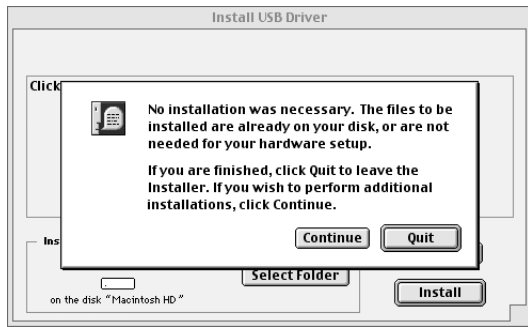 Install USB Driver
Click
No installation was necessary. The files to be
installed are already on your disk, or are not
needed for your hardware setup.
If you are finished, click Quit to leave the
Installer. If you wish to perform additional
installations, click Continue.
Continue
Quit
Ins
Select Folder
on the disk "Macintosh HD"
Install